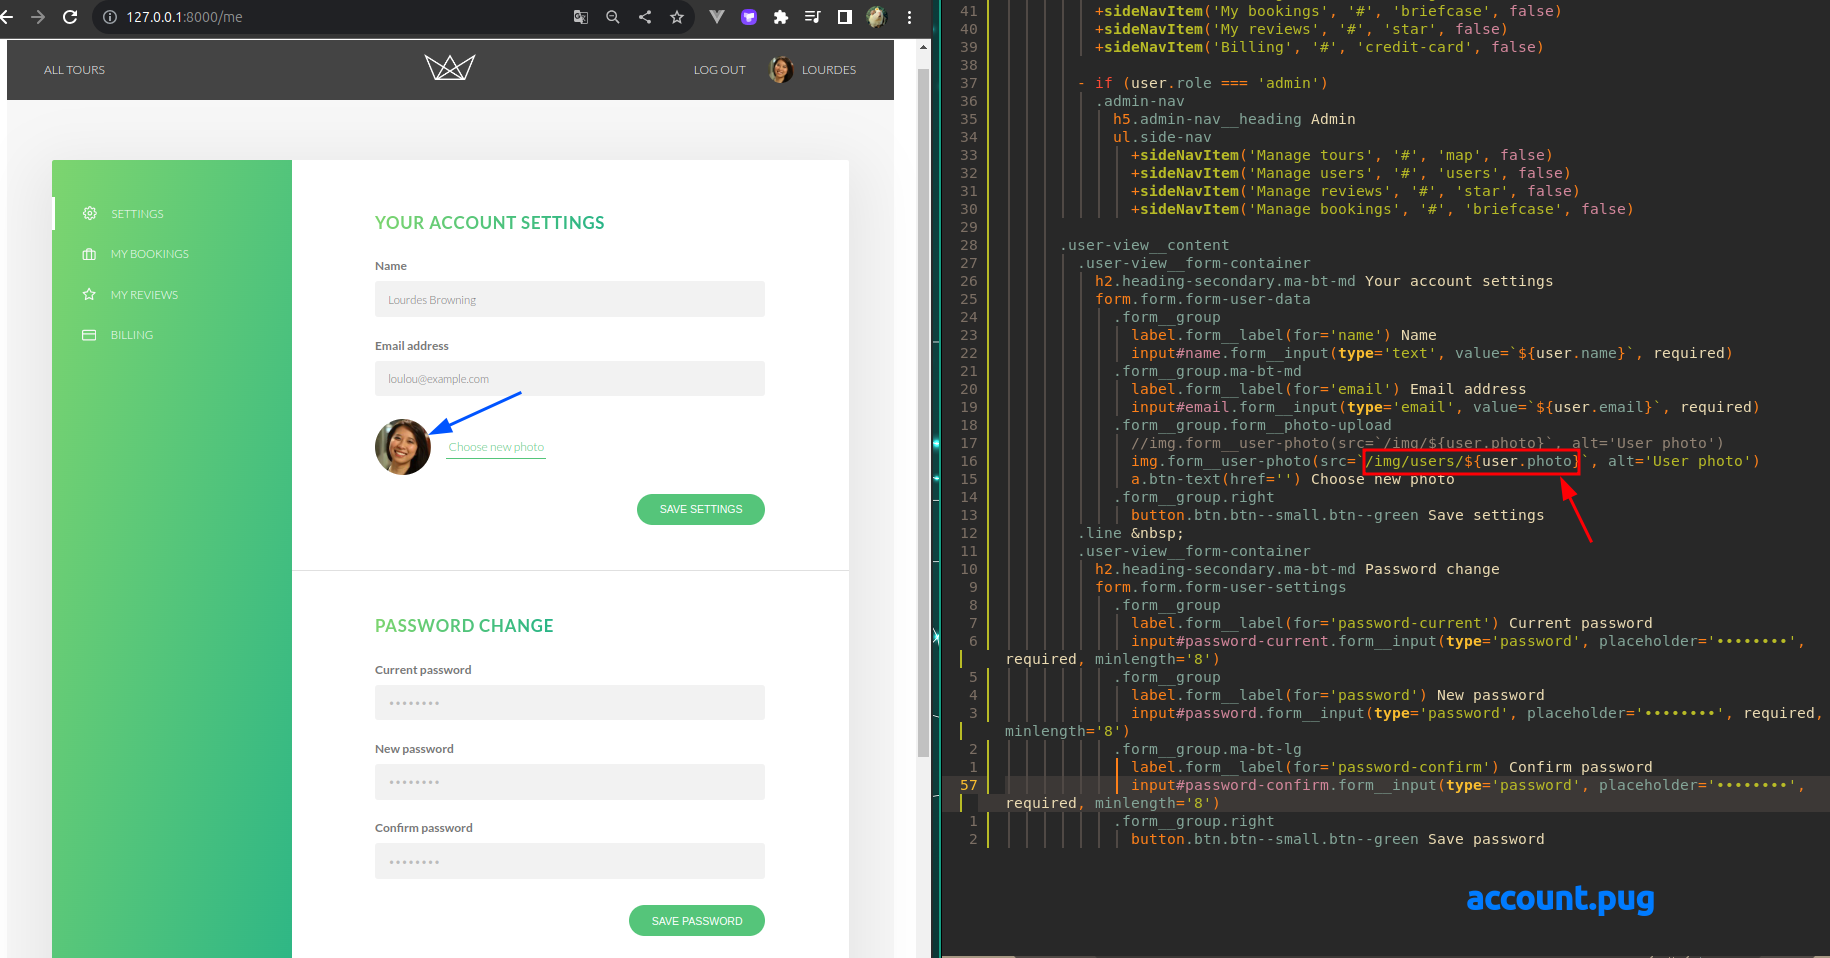 127.0.0.1:8000/me
ALL TOURS
LOG OUT
LOURDES
SETTINGS
MY BOOKINGS
MY REVIEWS
BILLING
YOUR ACCOUNT SETTINGS
Name
Lourdes Browning
Email address
loulou@example.com
Choose new photo
SAVE SETTINGS
PASSWORD CHANGE
Current password
••••••••
New password
••••••••
Confirm password
••••••••
SAVE PASSWORD
41 +sideNavItem('My bookings', '#', 'briefcase', false)
40 +sideNavItem('My reviews', '#', 'star', false)
39 +sideNavItem('Billing', '#', 'credit-card', false)
38
37 - if (user.role === 'admin')
36 .admin-nav
35 h5.admin-nav__heading Admin
34 ul.side-nav
33 +sideNavItem('Manage tours', '#', 'map', false)
32 +sideNavItem('Manage users', '#', 'users', false)
31 +sideNavItem('Manage reviews', '#', 'star', false)
30 +sideNavItem('Manage bookings', '#', 'briefcase', false)
29
28 .user-view__content
27 .user-view__form-container
26 h2.heading-secondary.ma-bt-md Your account settings
25 form.form.form-user-data
24 .form__group
23 label.form__label(for='name') Name
22 input#name.form__input(type='text', value=`${user.name}`, required)
21 .form__group.ma-bt-md
20 label.form__label(for='email') Email address
19 input#email.form__input(type='email', value=`${user.email}`, required)
18 .form__group.form__photo-upload
17 //img.form__user-photo(src=`/img/${user.photo}`, alt='User photo')
16 img.form__user-photo(src=`/img/users/${user.photo}`, alt='User photo')
15 a.btn-text(href='') Choose new photo
14 .form__group.right
13 button.btn.btn--small.btn--green Save settings
12 .line &nbsp;
11 .user-view__form-container
10 h2.heading-secondary.ma-bt-md Password change
9 form.form.form-user-settings
8 .form__group
7 label.form__label(for='password-current') Current password
6 input#password-current.form__input(type='password', placeholder='••••••••',
required, minlength='8')
5 .form__group
4 label.form__label(for='password') New password
3 input#password.form__input(type='password', placeholder='••••••••', required,
minlength='8')
2 .form__group.ma-bt-lg
1 label.form__label(for='password-confirm') Confirm password
57 input#password-confirm.form__input(type='password', placeholder='••••••••',
required, minlength='8')
1 .form__group.right
2 button.btn.btn--small.btn--green Save password
account.pug